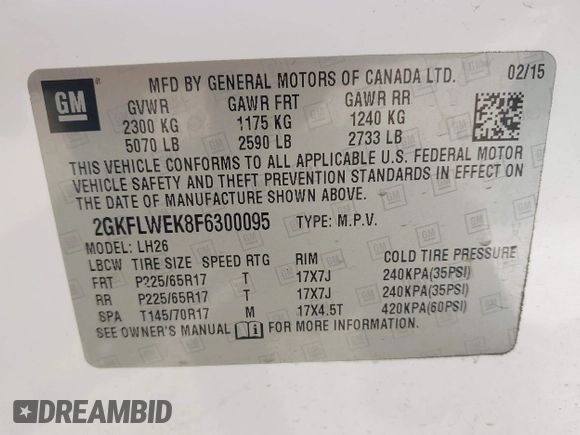 GM
MFD BY GENERAL MOTORS OF CANADA LTD. 02/15
GVWR GAWR FRT GAWR RR
2300 KG 1175 KG 1240 KG
5070 LB 2590 LB 2733 LB
THIS VEHICLE CONFORMS TO ALL APPLICABLE U.S. FEDERAL MOTOR
VEHICLE SAFETY AND THEFT PREVENTION STANDARDS IN EFFECT ON
THE DATE OF MANUFACTURE SHOWN ABOVE.
2GKFLWEK8F6300095 TYPE: M.P.V.
MODEL: LH26
LBCW TIRE SIZE SPEED RTG RIM COLD TIRE PRESSURE
FRT P225/65R17 T 17X7J 240KPA(35PSI)
RR P225/65R17 T 17X7J 240KPA(35PSI)
SPA T145/70R17 M 17X4.5T 420KPA(60PSI)
SEE OWNER'S MANUAL FOR MORE INFORMATION.
DREAMBID